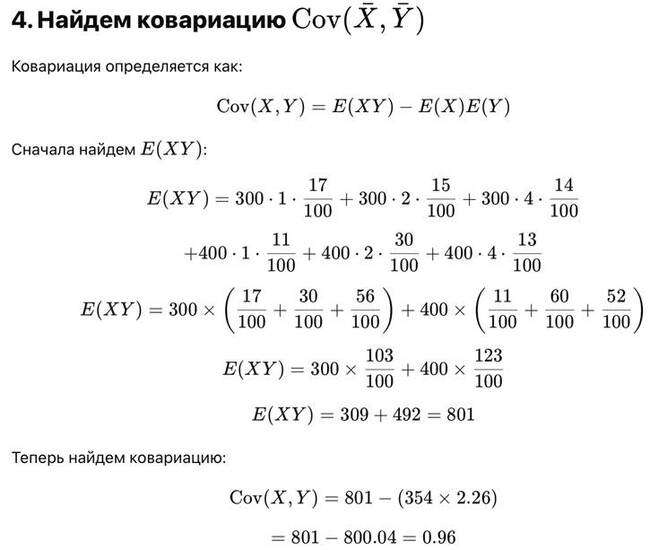 4. Найдем ковариацию Cov(X̄, Ȳ)
Ковариация определяется как:
Cov(X, Y) = E(XY) − E(X)E(Y)
Сначала найдем E(XY):
E(XY) = 300 · 1 · 17/100 + 300 · 2 · 15/100 + 300 · 4 · 14/100
+400 · 1 · 11/100 + 400 · 2 · 30/100 + 400 · 4 · 13/100
E(XY) = 300 × (17/100 + 30/100 + 56/100) + 400 × (11/100 + 60/100 + 52/100)
E(XY) = 300 × 103/100 + 400 × 123/100
E(XY) = 309 + 492 = 801
Теперь найдем ковариацию:
Cov(X, Y) = 801 − (354 × 2.26)
= 801 − 800.04 = 0.96